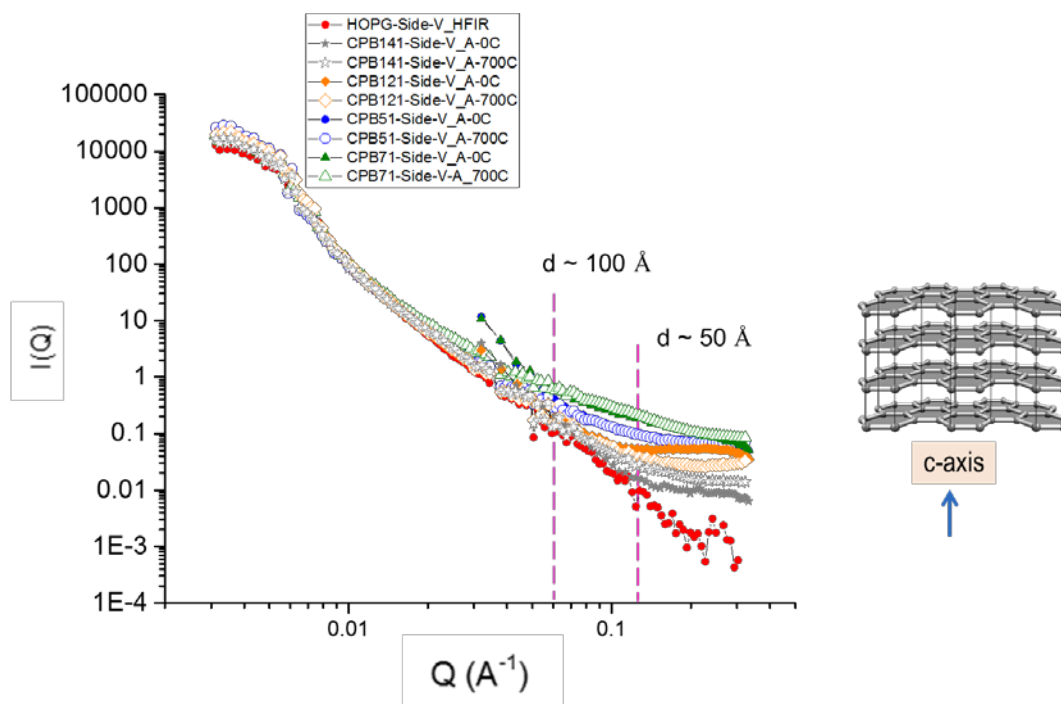 HOPG-Side-V_HFIR
CPB141-Side-V_A-0C
CPB141-Side-V_A-700C
CPB121-Side-V_A-0C
CPB121-Side-V_A-700C
CPB51-Side-V_A-0C
CPB51-Side-V_A-700C
CPB71-Side-V_A-0C
CPB71-Side-V-A_700C
100000
10000
1000
100
10
1
0.1
0.01
1E-3
1E-4
I(Q)
d ~ 100 Å
d ~ 50 Å
0.01
0.1
Q (A⁻¹)
c-axis